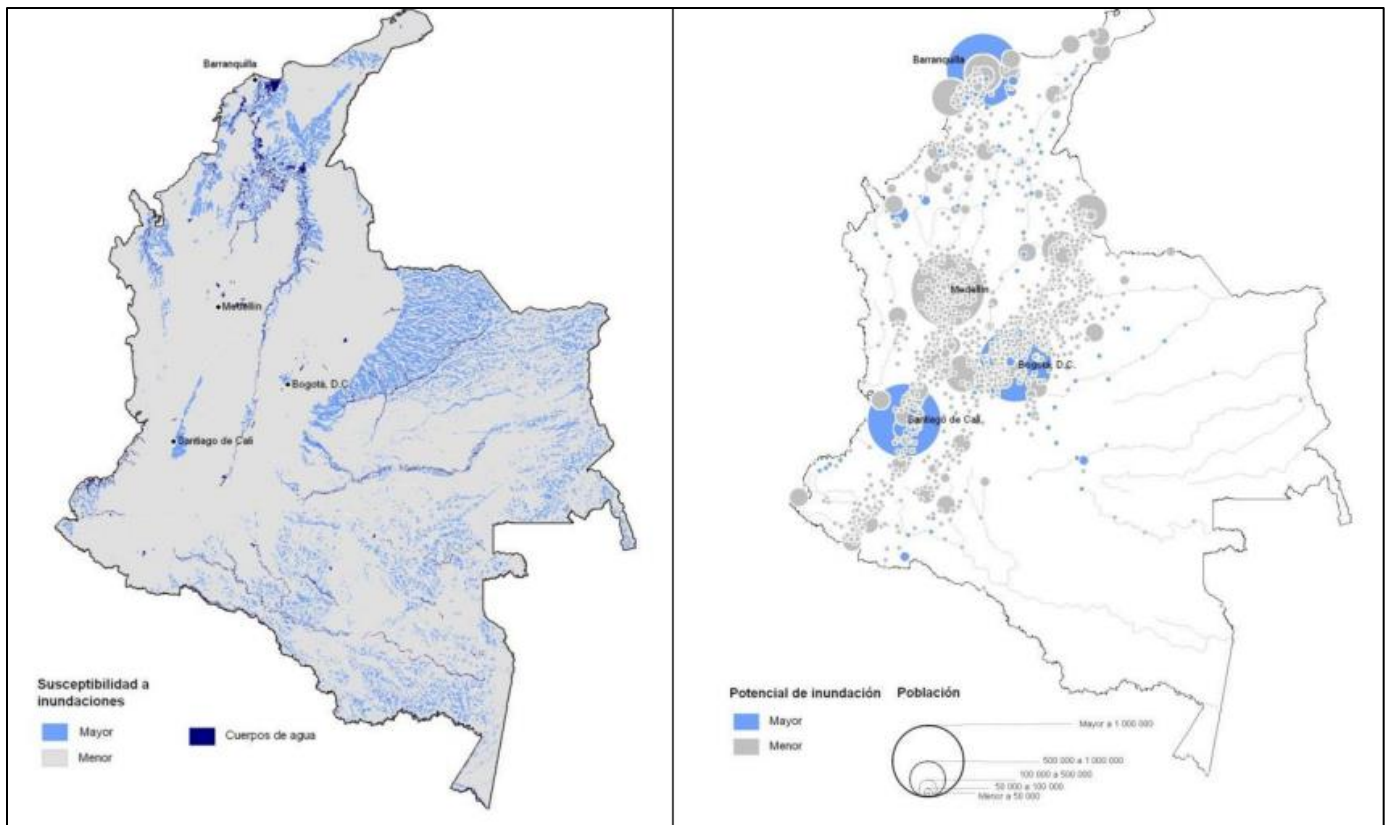 Barranquilla
Medellín
Bogotá, D.C.
Santiago de Cali
Susceptibilidad a
inundaciones
Mayor
Menor
Cuerpos de agua
Barranquilla
Medellín
Bogotá, D.C.
Santiago de Cali
Potencial de inundación
Población
Mayor
Menor
Mayor a 1 000 000
500 000 a 1 000 000
100 000 a 500 000
50 000 a 100 000
Menor a 50 000